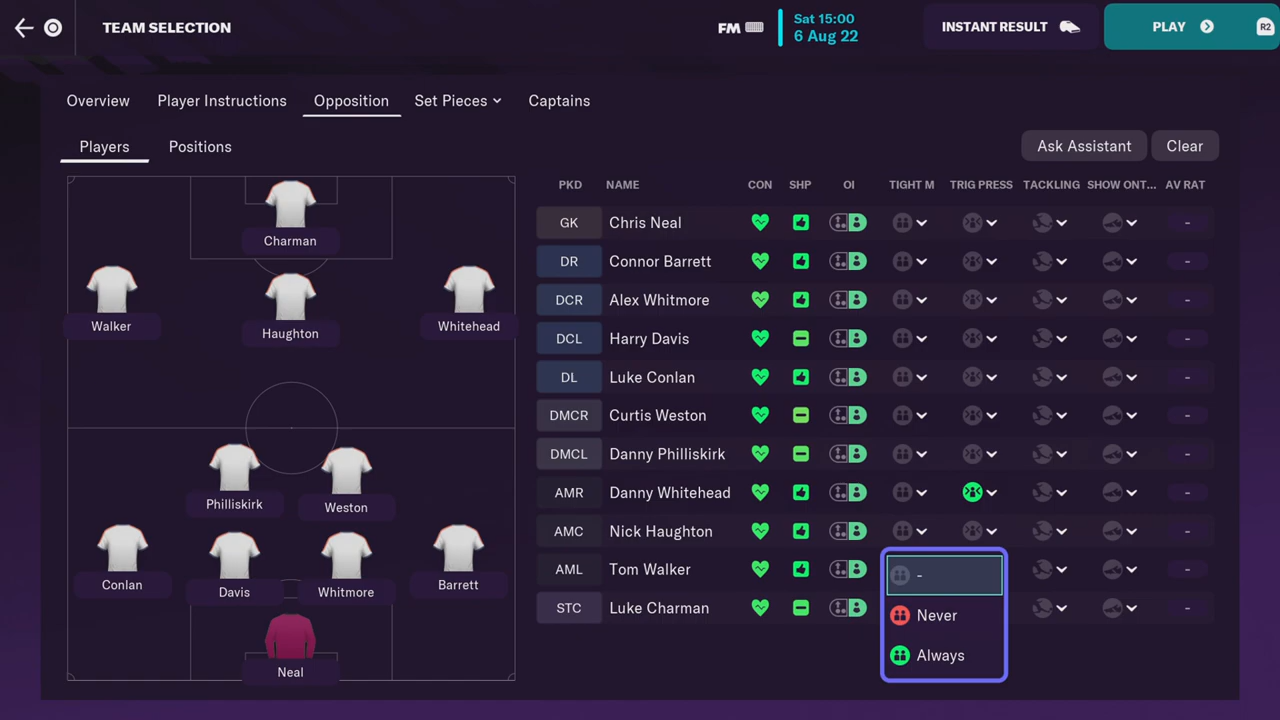 TEAM SELECTION
FM
Sat 15:00
6 Aug 22
INSTANT RESULT
PLAY
R2
Overview
Player Instructions
Opposition
Set Pieces
Captains
Players
Positions
Ask Assistant
Clear
Charman
Walker
Haughton
Whitehead
Philliskirk
Weston
Conlan
Davis
Whitmore
Barrett
Neal
PKD NAME CON SHP OI TIGHT M TRIG PRESS TACKLING SHOW ONT... AV RAT
GK Chris Neal -
DR Connor Barrett -
DCR Alex Whitmore -
DCL Harry Davis -
DL Luke Conlan -
DMCR Curtis Weston -
DMCL Danny Philliskirk -
AMR Danny Whitehead -
AMC Nick Haughton -
AML Tom Walker -
STC Luke Charman -
-
Never
Always